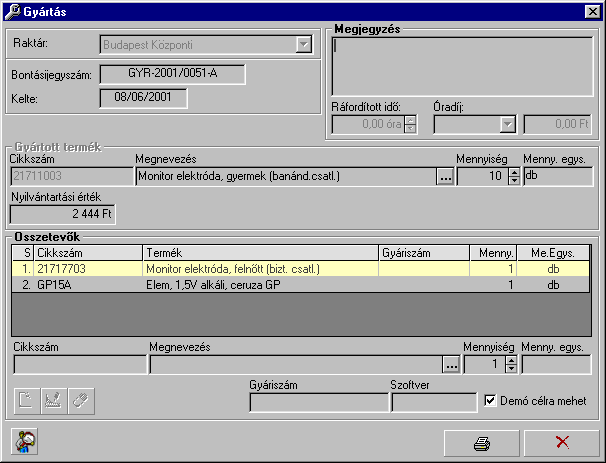 Gyártás
Raktár: Budapest Központi
Bontásijegyszám: GYR-2001/0051-A
Kelte: 08/06/2001
Megjegyzés
Ráfordított idő: Óradíj:
0,00 óra 0,00 Ft
Gyártott termék
Cikkszám Megnevezés Mennyiség Menny. egys.
21711003 Monitor elektróda, gyermek (banánd.csatl.) ... 10 db
Nyilvántartási érték
2 444 Ft
Összetevők
S Cikkszám Termék Gyáriszám Menny. Me.Egys.
1. 21717703 Monitor elektróda, felnőtt (bizt. csatl.) 1 db
2. GP15A Elem, 1,5V alkáli, ceruza GP 1 db
Cikkszám Megnevezés Mennyiség Menny. egys.
... 1
Gyáriszám Szoftver
Demó célra mehet